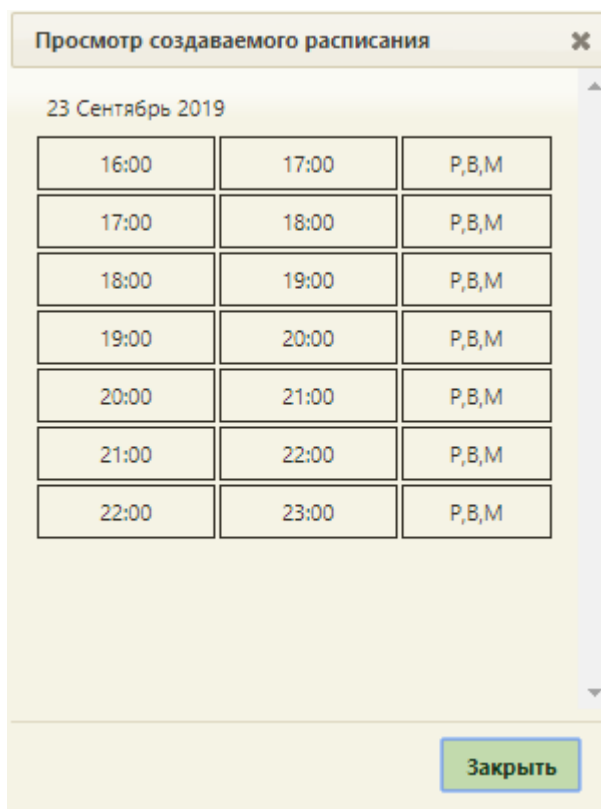 Просмотр создаваемого расписания
23 Сентябрь 2019
16:00 17:00 Р,В,М
17:00 18:00 Р,В,М
18:00 19:00 Р,В,М
19:00 20:00 Р,В,М
20:00 21:00 Р,В,М
21:00 22:00 Р,В,М
22:00 23:00 Р,В,М
Закрыть